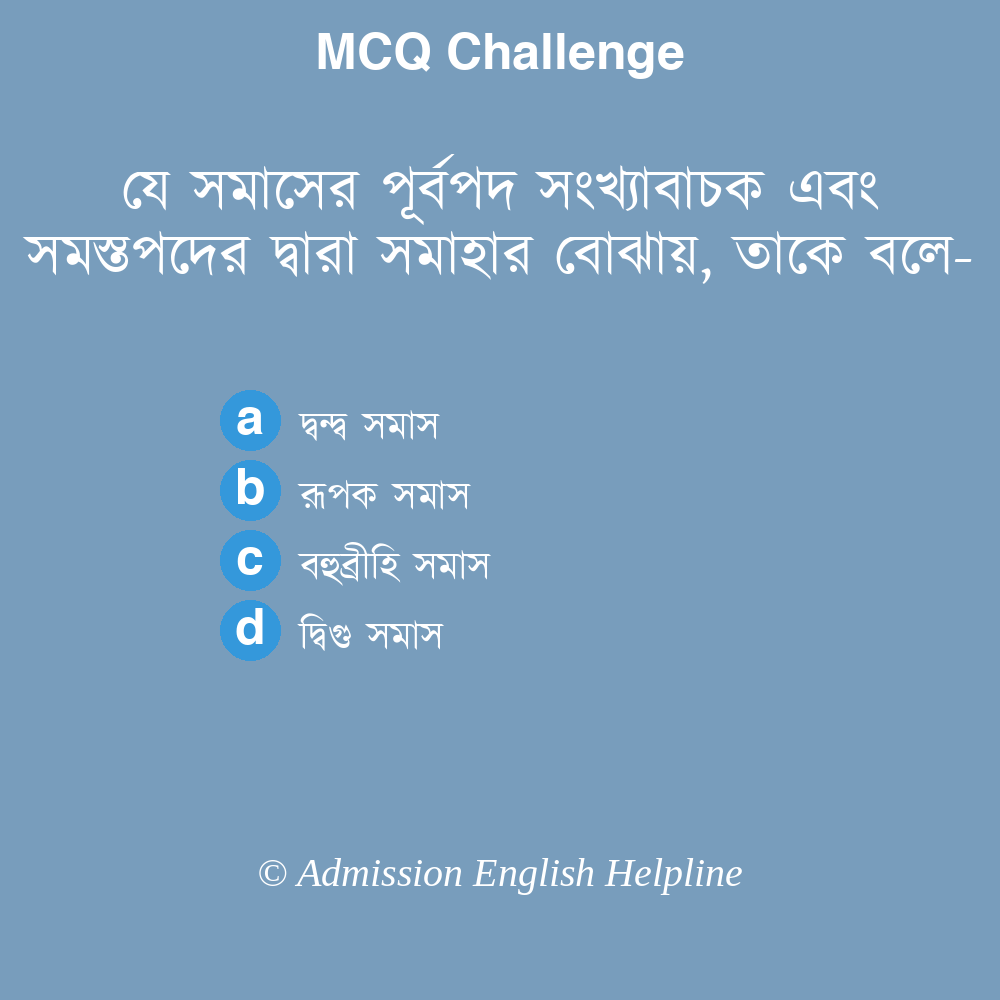 MCQ Challenge
যে সমাসের পূর্বপদ সংখ্যাবাচক এবং
সমস্তপদের দ্বারা সমাহার বোঝায়, তাকে বলে-
a দ্বন্দ্ব সমাস
b রূপক সমাস
c বহুব্রীহি সমাস
d দ্বিগু সমাস
© Admission English Helpline